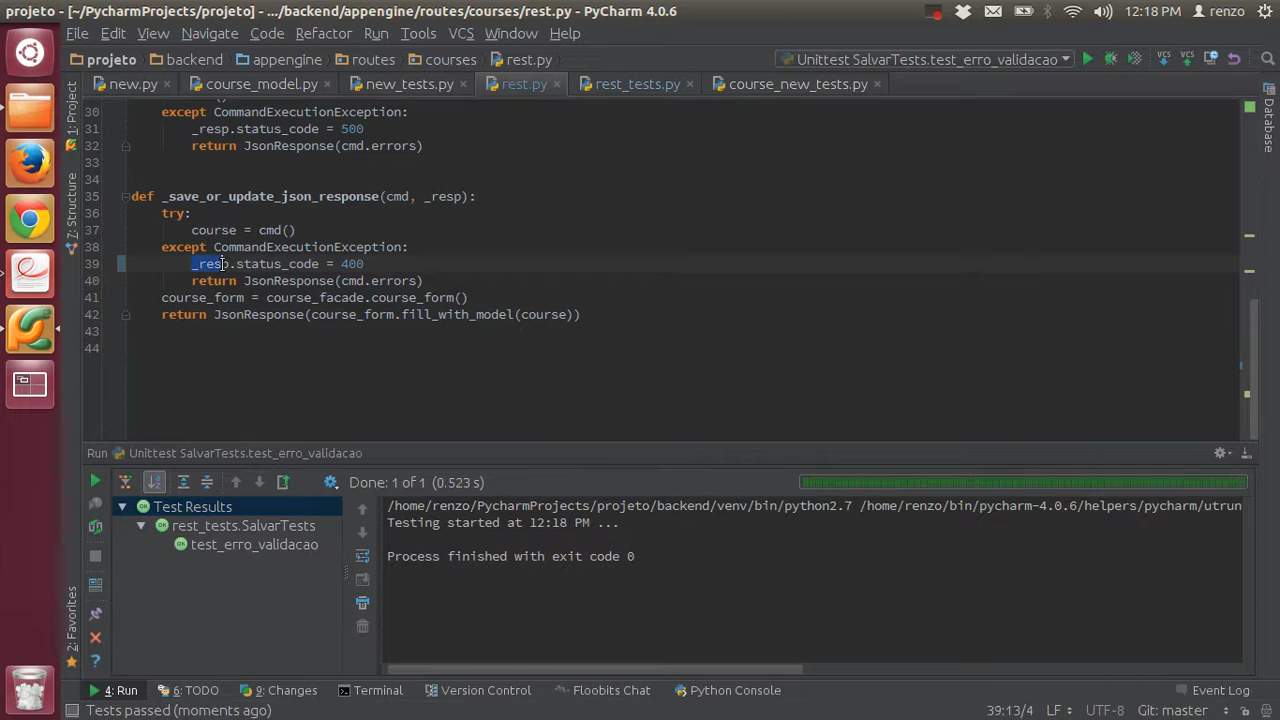 projeto - [~/PycharmProjects/projeto] - .../backend/appengine/routes/courses/rest.py - PyCharm 4.0.6
12:18 PM
renzo
File Edit View Navigate Code Refactor Run Tools VCS Window Help
projeto backend appengine routes courses rest.py
Unittest SalvarTests.test_erro_validacao
new.py course_model.py new_tests.py rest.py rest_tests.py course_new_tests.py
1: Project
7: Structure
2: Favorites
Database
30 except CommandExecutionException:
31 _resp.status_code = 500
32 return JsonResponse(cmd.errors)
33
34
35 def _save_or_update_json_response(cmd, _resp):
36 try:
37 course = cmd()
38 except CommandExecutionException:
39 _resp.status_code = 400
40 return JsonResponse(cmd.errors)
41 course_form = course_facade.course_form()
42 return JsonResponse(course_form.fill_with_model(course))
43
44
Run Unittest SalvarTests.test_erro_validacao
Done: 1 of 1 (0.523 s)
Test Results
rest_tests.SalvarTests
test_erro_validacao
/home/renzo/PycharmProjects/projeto/backend/venv/bin/python2.7 /home/renzo/bin/pycharm-4.0.6/helpers/pycharm/utrun
Testing started at 12:18 PM ...
Process finished with exit code 0
4: Run 6: TODO 9: Changes Terminal Version Control Floobits Chat Python Console Event Log
Tests passed (moments ago)
39:13/4 LF UTF-8 Git: master